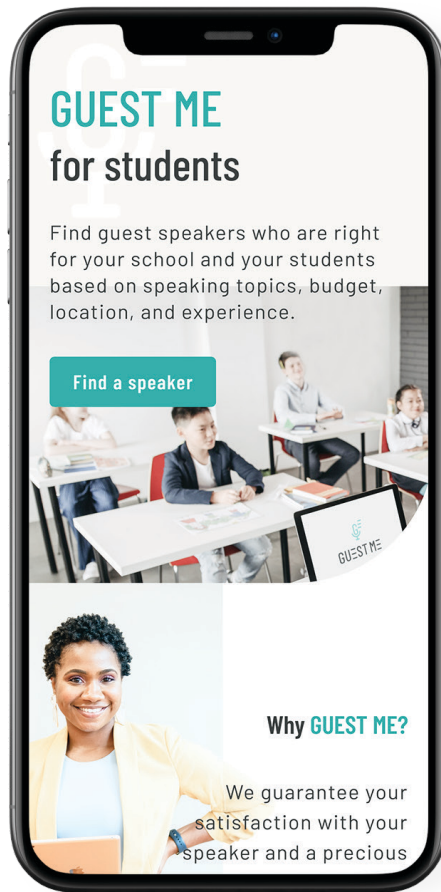 GUEST ME
for students
Find guest speakers who are right
for your school and your students
based on speaking topics, budget,
location, and experience.
Find a speaker
GUEST ME
Why GUEST ME?
We guarantee your
satisfaction with your
speaker and a precious